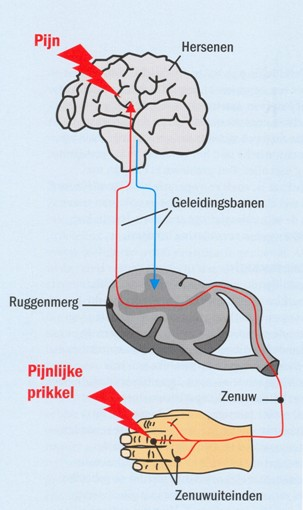 Pijn
Hersenen
Geleidingsbanen
Ruggenmerg
Pijnlijke
prikkel
Zenuw
Zenuwuiteinden